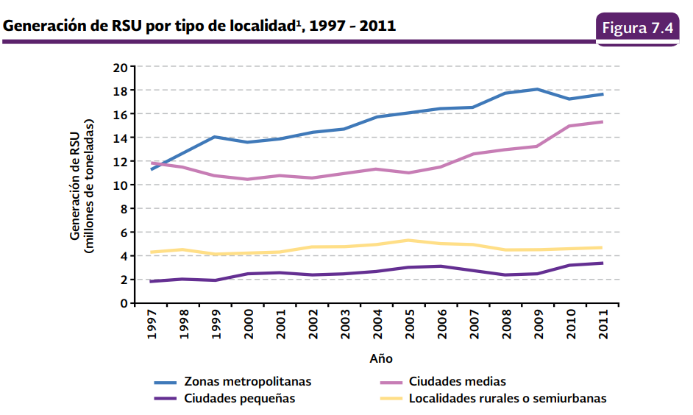 Generación de RSU por tipo de localidad¹, 1997 – 2011
Figura 7.4
Generación de RSU
(millones de toneladas)
20
18
16
14
12
10
8
6
4
2
0
1997
1998
1999
2000
2001
2002
2003
2004
2005
2006
2007
2008
2009
2010
2011
Año
Zonas metropolitanas
Ciudades medias
Ciudades pequeñas
Localidades rurales o semiurbanas